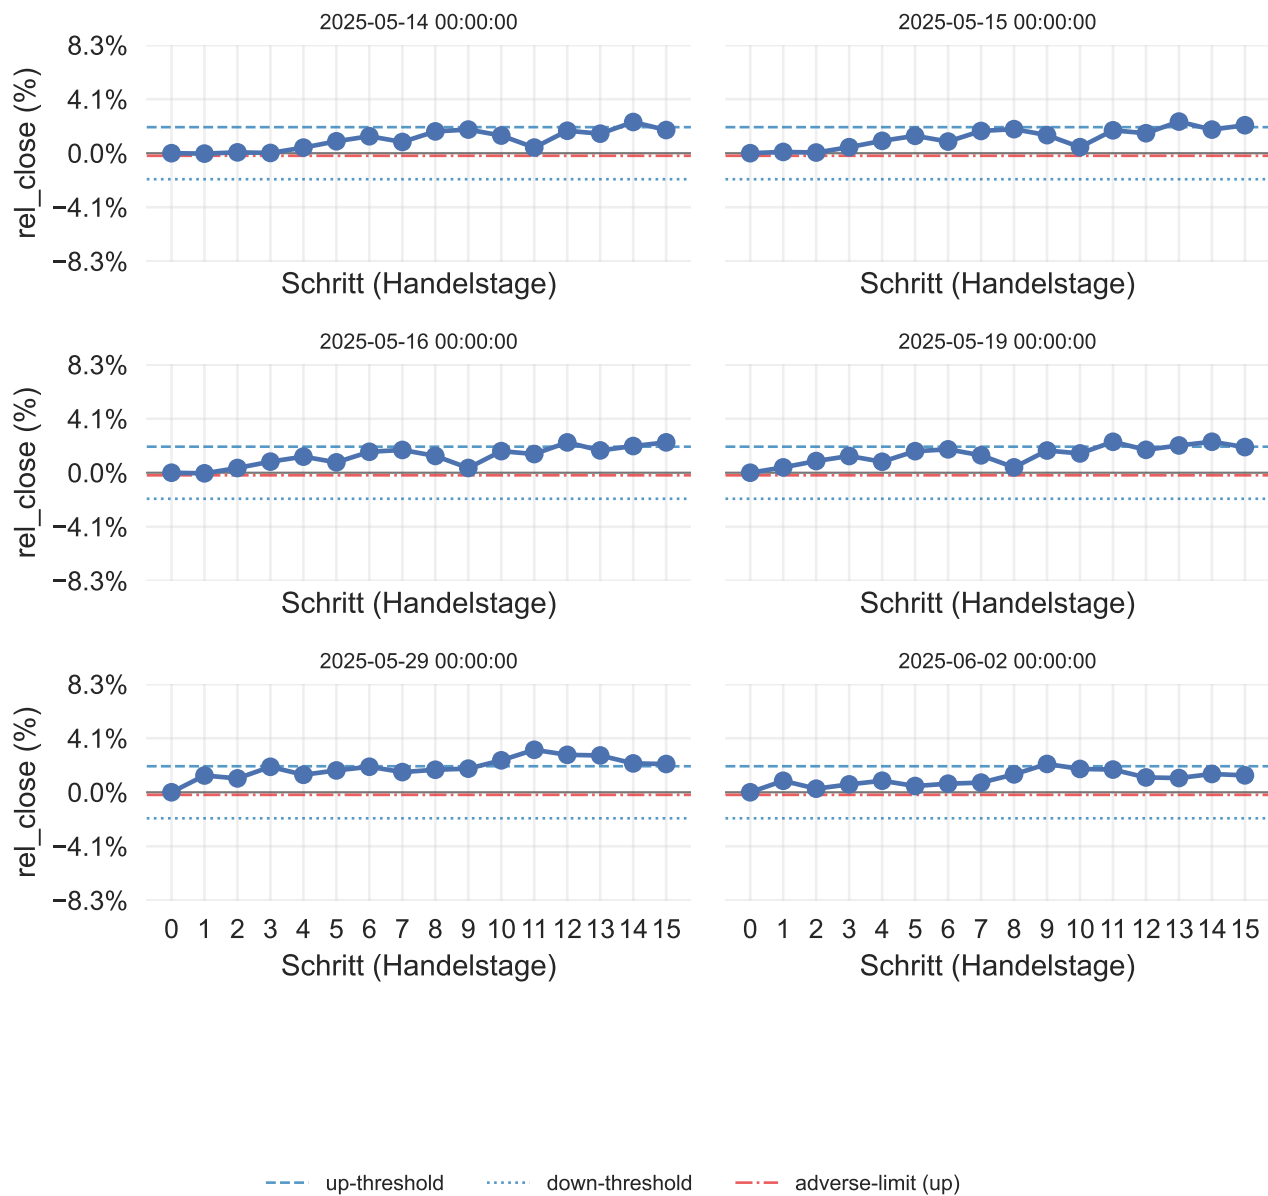 2025-05-14 00:00:00
2025-05-15 00:00:00
8.3%
4.1%
0.0%
−4.1%
−8.3%
rel_close (%)
Schritt (Handelstage)
Schritt (Handelstage)
2025-05-16 00:00:00
2025-05-19 00:00:00
8.3%
4.1%
0.0%
−4.1%
−8.3%
rel_close (%)
Schritt (Handelstage)
Schritt (Handelstage)
2025-05-29 00:00:00
2025-06-02 00:00:00
8.3%
4.1%
0.0%
−4.1%
−8.3%
rel_close (%)
0 1 2 3 4 5 6 7 8 9 10 11 12 13 14 15
0 1 2 3 4 5 6 7 8 9 10 11 12 13 14 15
Schritt (Handelstage)
Schritt (Handelstage)
up-threshold
down-threshold
adverse-limit (up)